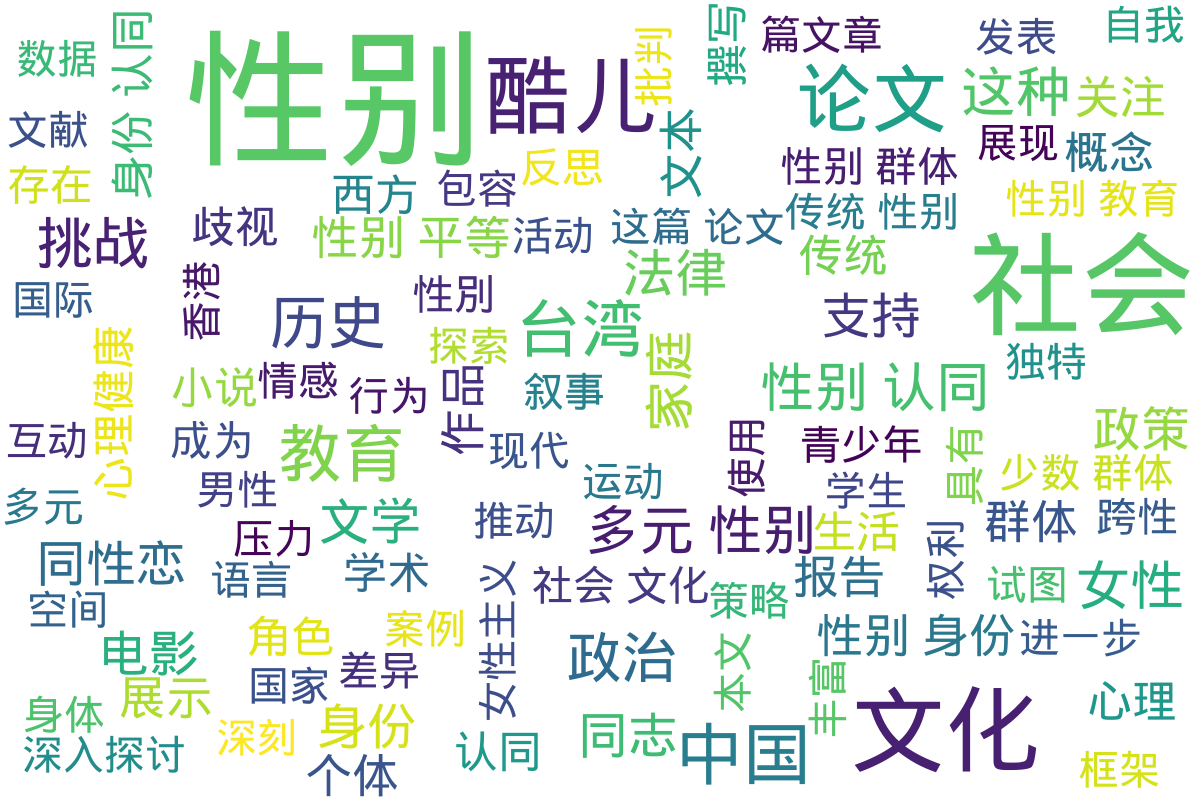 性别
酷儿
批判
撰写
篇文章
发表
自我
数据
身份 认同
论文
这种
关注
文献
文本
展现
概念
存在
西方
包容
反思
性别 群体
性别 教育
挑战
歧视
性别 平等
活动
这篇 论文
传统 性别
传统
社会
国际
香港
性別
法律
历史
台湾
支持
心理健康
小说
情感
行为
探索
作品
叙事
家庭
性别 认同
独特
互动
成为
教育
现代
使用
青少年
具有
政策
少数 群体
多元
男性
文学
推动
运动
多元 性别
学生
生活
群体
跨性
压力
同性恋
语言
学术
女性主义
社会 文化
策略
报告
权利
试图
女性
空间
电影
角色
案例
国家
差异
政治
本文
性别 身份
进一步
身体
展示
深刻
身份
丰富
文化
心理
深入探讨
个体
认同
同志
中国
框架